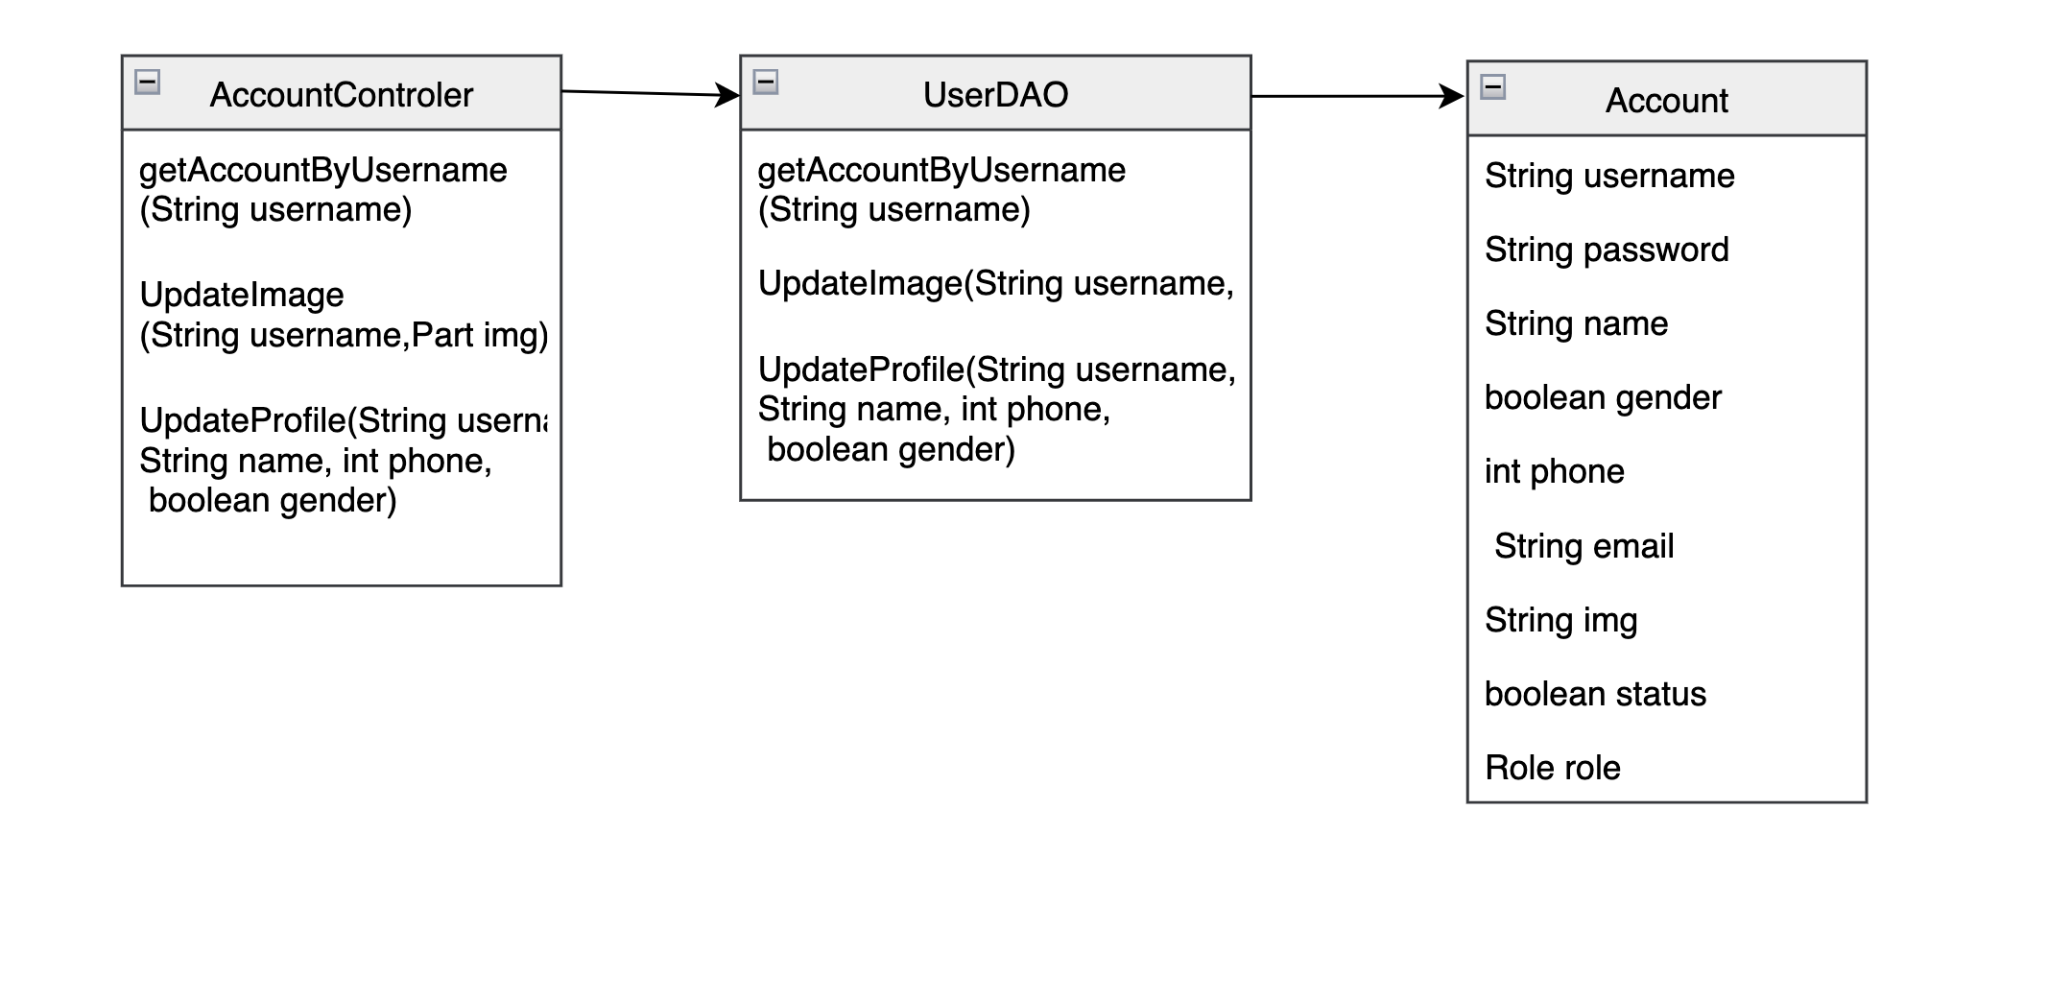 AccountControler
getAccountByUsername
(String username)
UpdateImage
(String username,Part img)
UpdateProfile(String
String name, int phone,
boolean gender)
UserDAO
getAccountByUsername
(String username)
UpdateImage(String username,
UpdateProfile(String username,
String name, int phone,
boolean gender)
Account
String username
String password
String name
boolean gender
int phone
String email
String img
boolean status
Role role